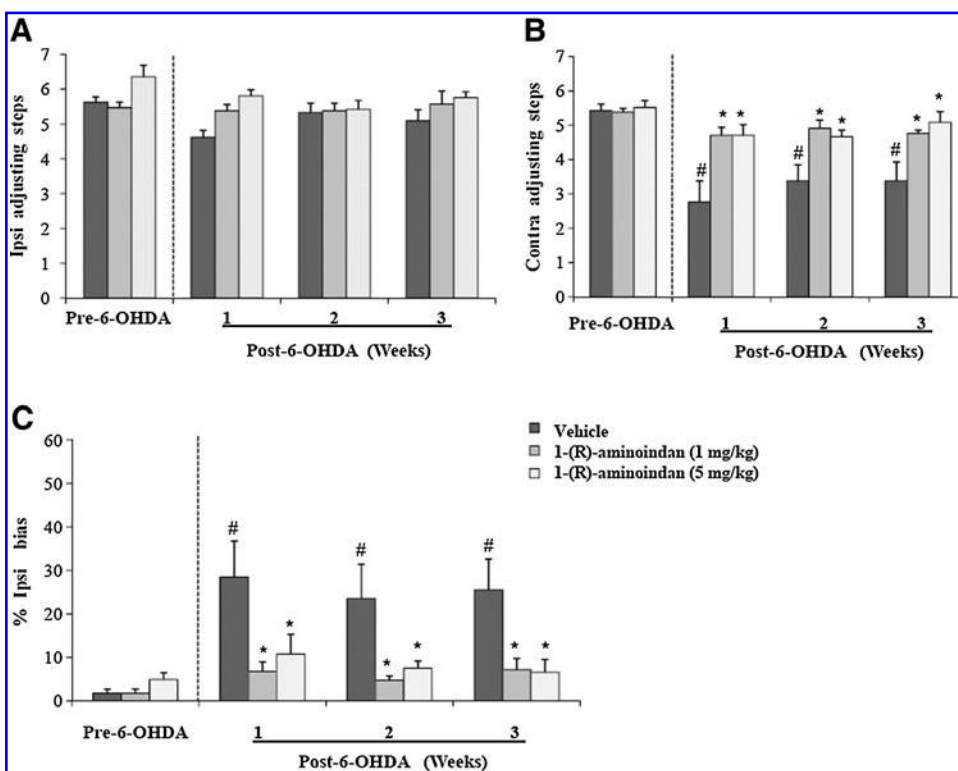 A
Ipsi adjusting steps
7
6
5
4
3
2
1
0
Pre-6-OHDA
1 2 3
Post-6-OHDA (Weeks)
B
Contra adjusting steps
7
6
5
4
3
2
1
0
# * *
# * *
# * *
Pre-6-OHDA
1 2 3
Post-6-OHDA (Weeks)
C
% Ipsi bias
60
50
40
30
20
10
0
# * *
# * *
# * *
Pre-6-OHDA
1 2 3
Post-6-OHDA (Weeks)
Vehicle
1-(R)-aminoindan (1 mg/kg)
1-(R)-aminoindan (5 mg/kg)